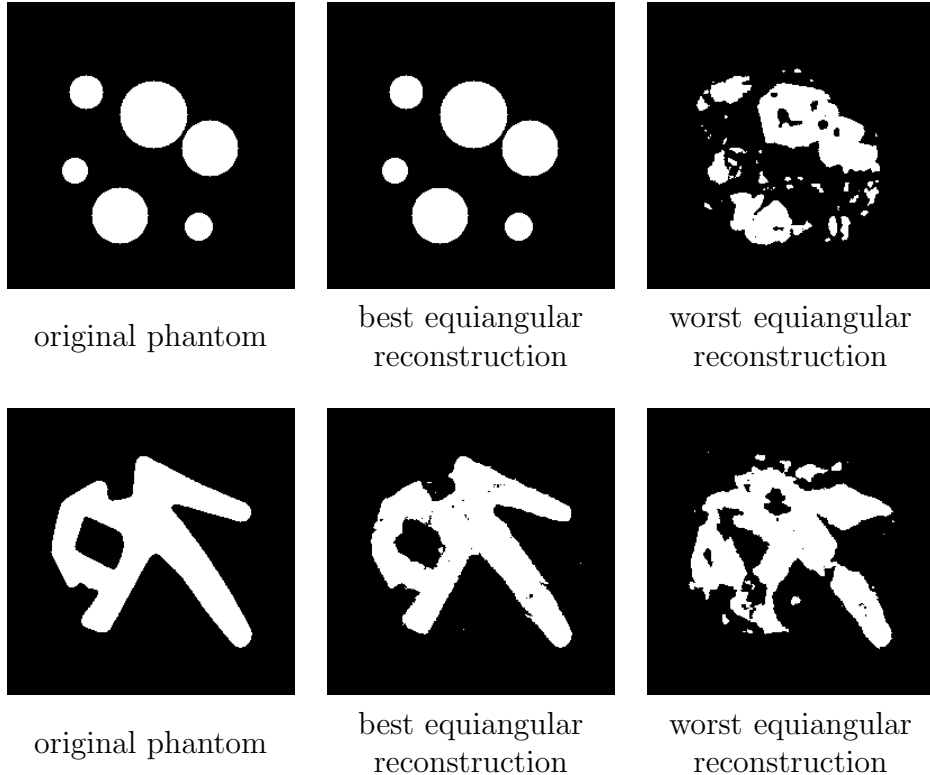 original phantom
best equiangular
reconstruction
worst equiangular
reconstruction
original phantom
best equiangular
reconstruction
worst equiangular
reconstruction